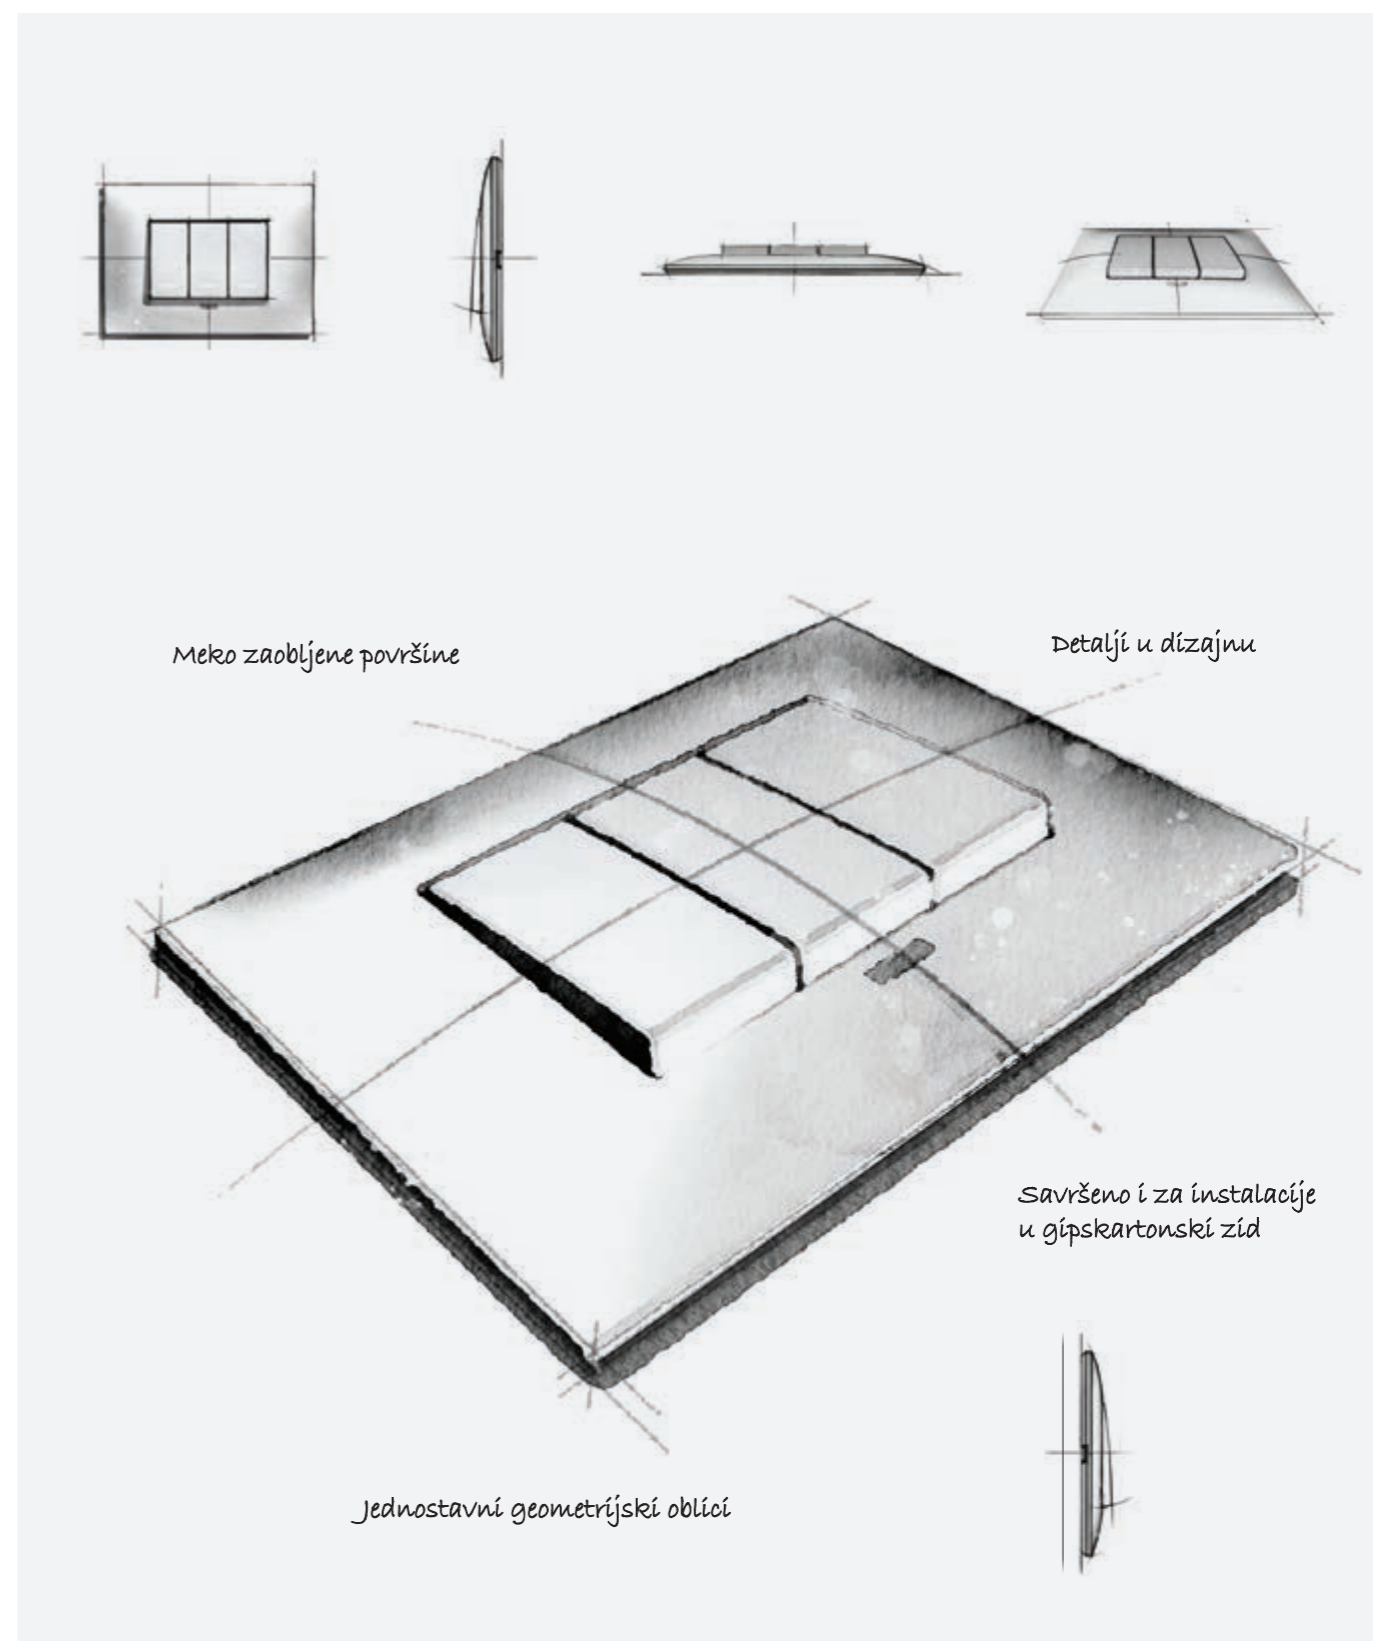 Meko zaobljene površine
Detalji u dizajnu
Savršeno i za instalacije
u gipskartonski zid
Jednostavni geometrijski oblici